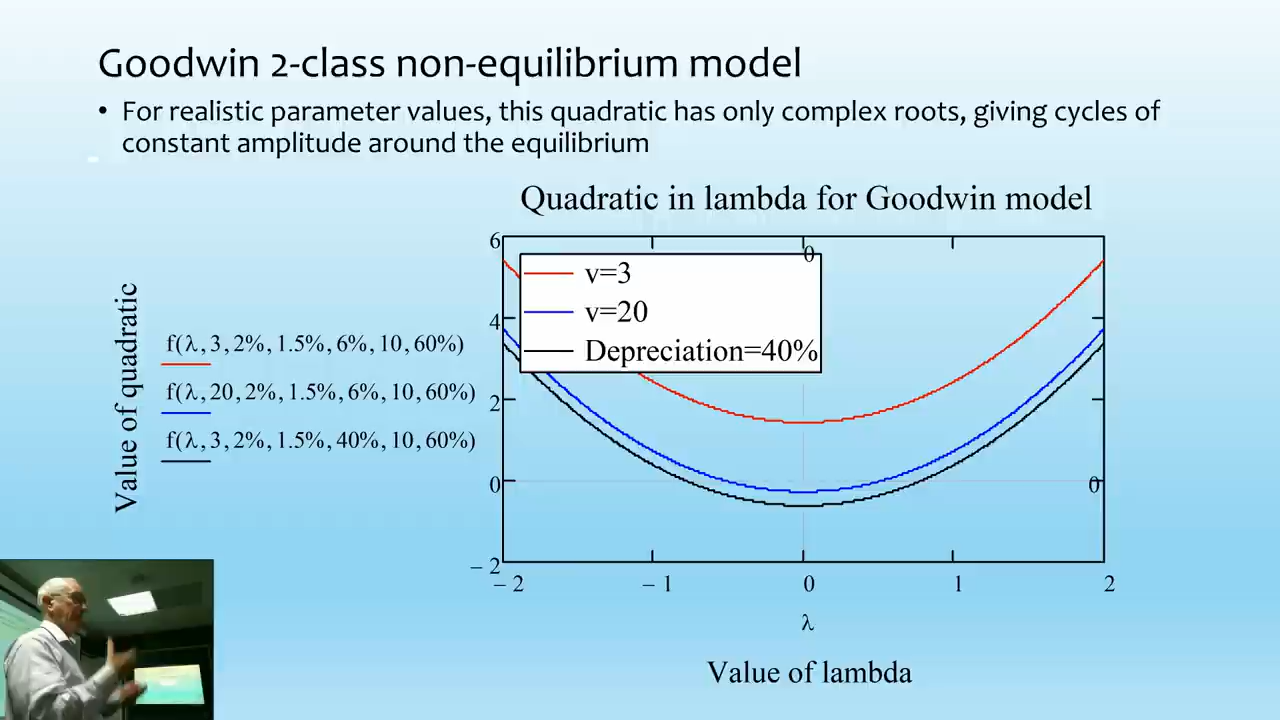 Goodwin 2-class non-equilibrium model
• For realistic parameter values, this quadratic has only complex roots, giving cycles of
constant amplitude around the equilibrium
Quadratic in lambda for Goodwin model
Value of quadratic
f(λ, 3, 2%, 1.5%, 6%, 10, 60%)
f(λ, 20, 2%, 1.5%, 6%, 10, 60%)
f(λ, 3, 2%, 1.5%, 40%, 10, 60%)
6
4
2
0
– 2
0
v=3
v=20
Depreciation=40%
0
– 2
– 1
0
1
2
λ
Value of lambda